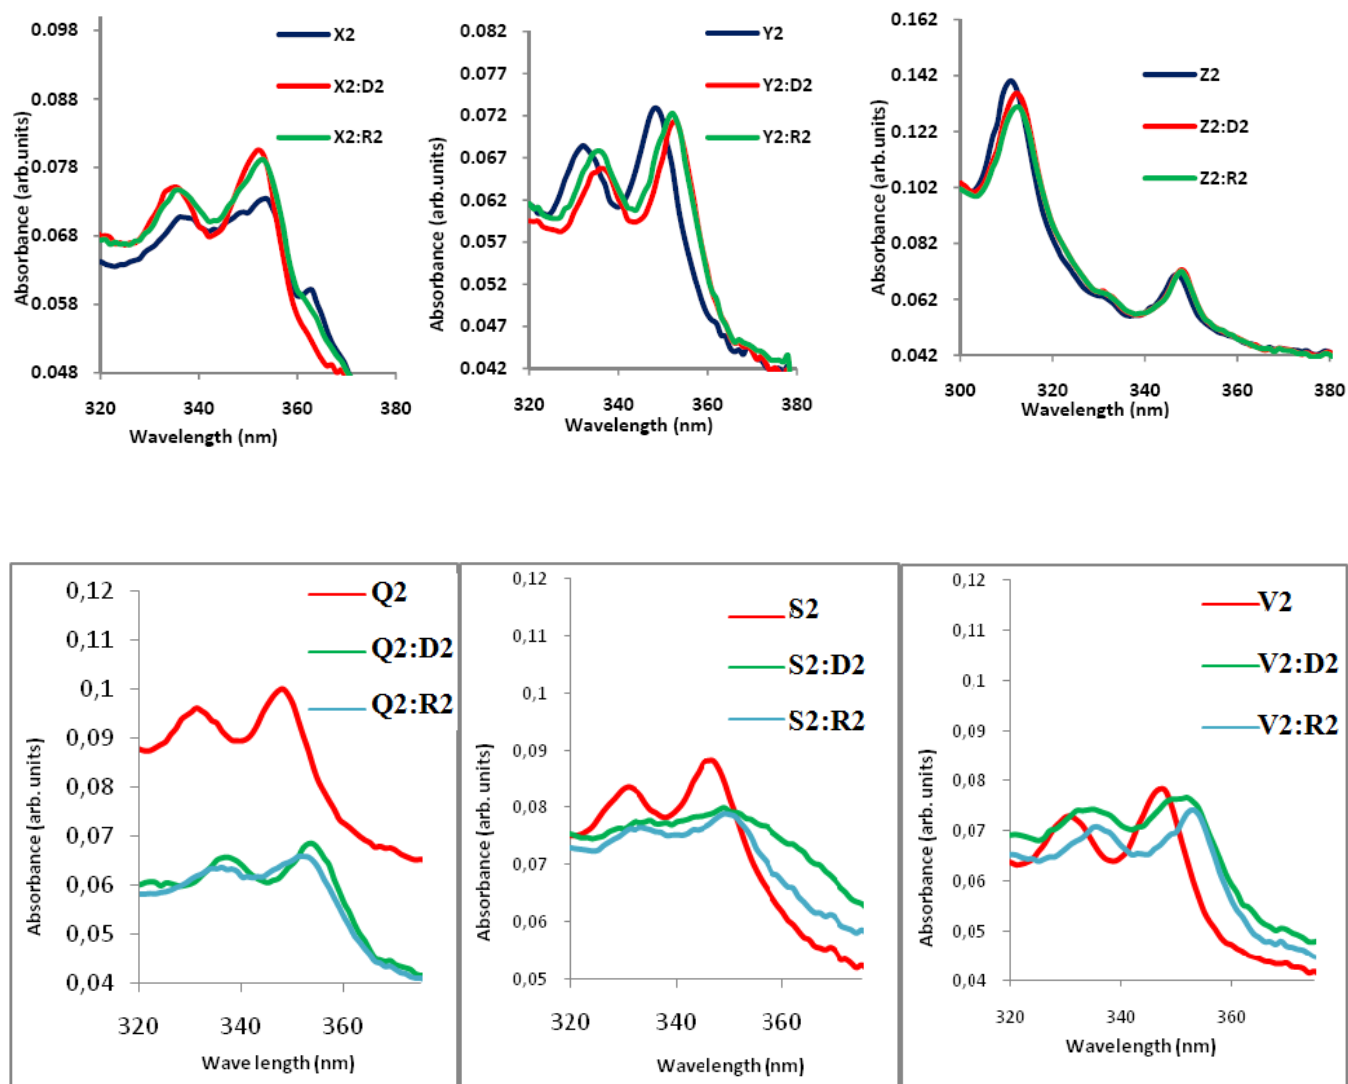 0.098
0.088
0.078
0.068
0.058
0.048
320 340 360 380
Absorbance (arb.units)
Wavelength (nm)
X2
X2:D2
X2:R2
0.082
0.077
0.072
0.067
0.062
0.057
0.052
0.047
0.042
320 340 360 380
Absorbance (arb.units)
Wavelength (nm)
Y2
Y2:D2
Y2:R2
0.162
0.142
0.122
0.102
0.082
0.062
0.042
300 320 340 360 380
Absorbance (arb.units)
Wavelength (nm)
Z2
Z2:D2
Z2:R2
0,12
0,11
0,1
0,09
0,08
0,07
0,06
0,05
0,04
320 360
Absorbance (arb. units)
Wave length (nm)
Q2
Q2:D2
Q2:R2
0,12
0,11
0,1
0,09
0,08
0,07
0,06
0,05
320 340 360
Absorbance (arb. units)
Wavelength (nm)
S2
S2:D2
S2:R2
0,12
0,11
0,1
0,09
0,08
0,07
0,06
0,05
0,04
320 340 360
Absorbance (arb. units)
Wavelength (nm)
V2
V2:D2
V2:R2